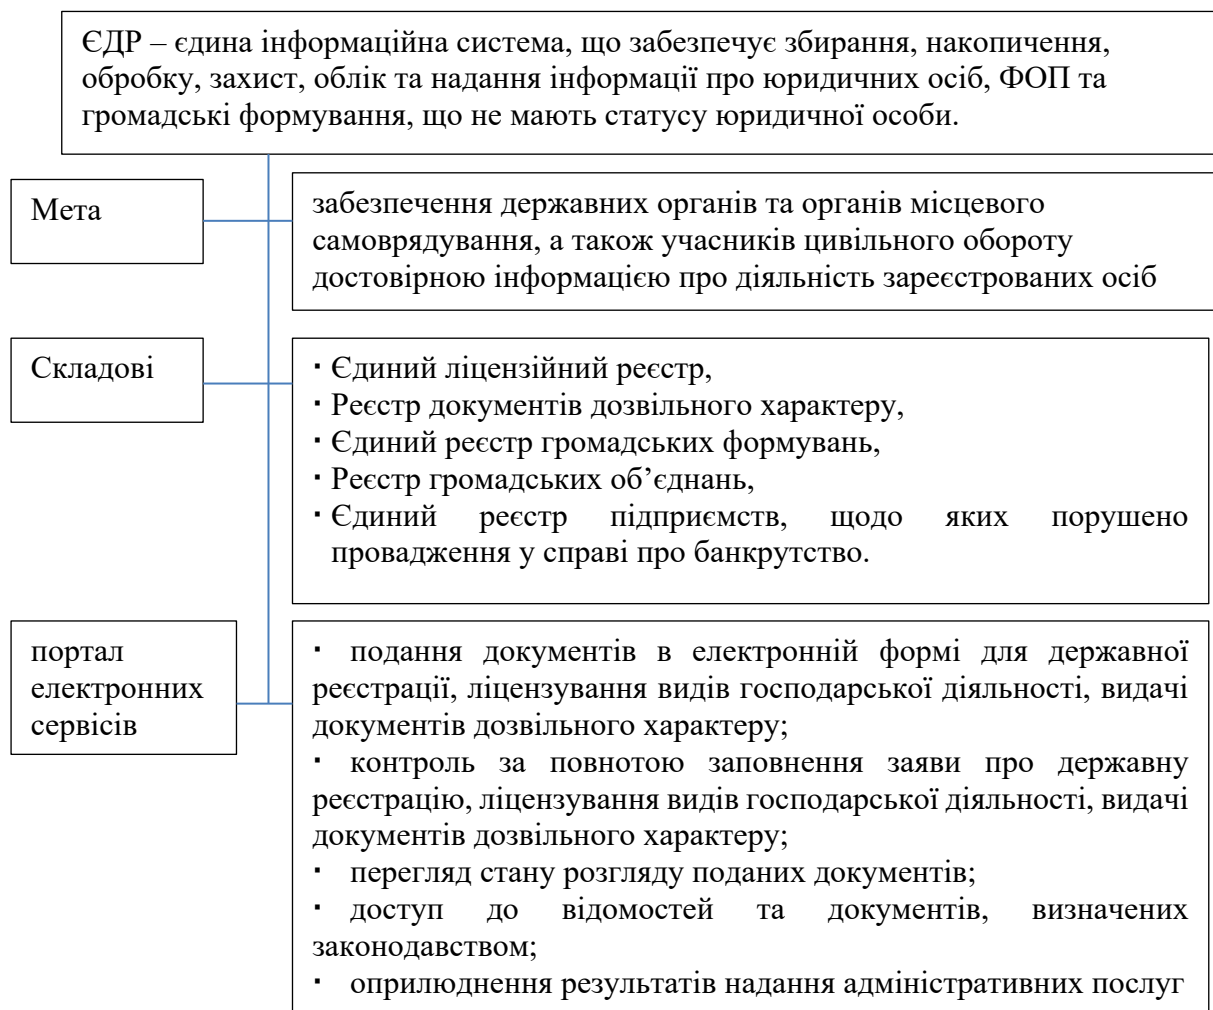 ЄДР – єдина інформаційна система, що забезпечує збирання, накопичення,
обробку, захист, облік та надання інформації про юридичних осіб, ФОП та
громадські формування, що не мають статусу юридичної особи.
Мета
забезпечення державних органів та органів місцевого
самоврядування, а також учасників цивільного обороту
достовірною інформацією про діяльність зареєстрованих осіб
Складові
· Єдиний ліцензійний реєстр,
· Реєстр документів дозвільного характеру,
· Єдиний реєстр громадських формувань,
· Реєстр громадських об’єднань,
· Єдиний реєстр підприємств, щодо яких порушено
провадження у справі про банкрутство.
портал
електронних
сервісів
· подання документів в електронній формі для державної
реєстрації, ліцензування видів господарської діяльності, видачі
документів дозвільного характеру;
· контроль за повнотою заповнення заяви про державну
реєстрацію, ліцензування видів господарської діяльності, видачі
документів дозвільного характеру;
· перегляд стану розгляду поданих документів;
· доступ до відомостей та документів, визначених
законодавством;
· оприлюднення результатів надання адміністративних послуг